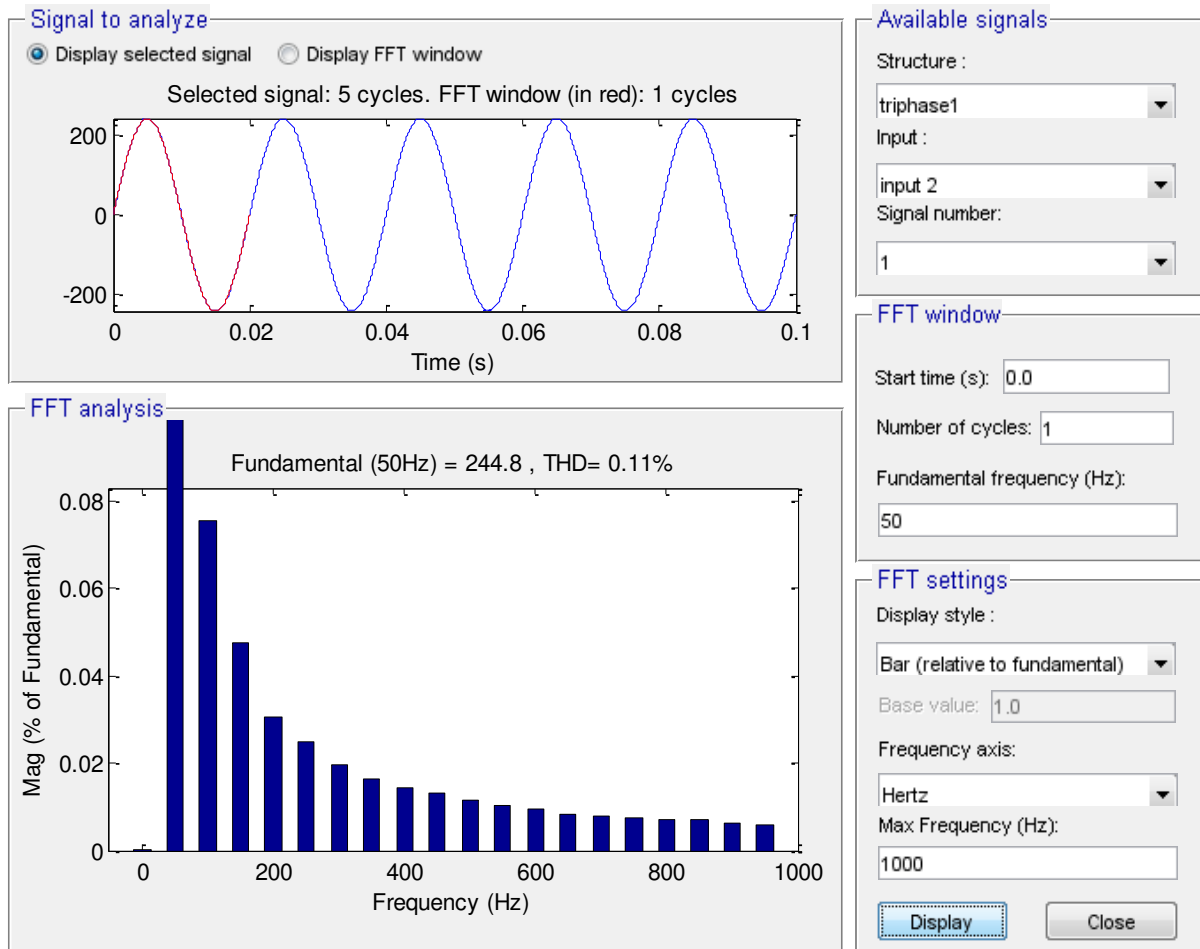 Signal to analyze
Display selected signal
Display FFT window
Selected signal: 5 cycles. FFT window (in red): 1 cycles
200
0
-200
0 0.02 0.04 0.06 0.08 0.1
Time (s)
FFT analysis
Fundamental (50Hz) = 244.8 , THD= 0.11%
0.08
0.06
0.04
0.02
0
Mag (% of Fundamental)
0 200 400 600 800 1000
Frequency (Hz)
Available signals
Structure :
triphase1
Input :
input 2
Signal number:
1
FFT window
Start time (s): 0.0
Number of cycles: 1
Fundamental frequency (Hz):
50
FFT settings
Display style :
Bar (relative to fundamental)
Base value: 1.0
Frequency axis:
Hertz
Max Frequency (Hz):
1000
Display
Close